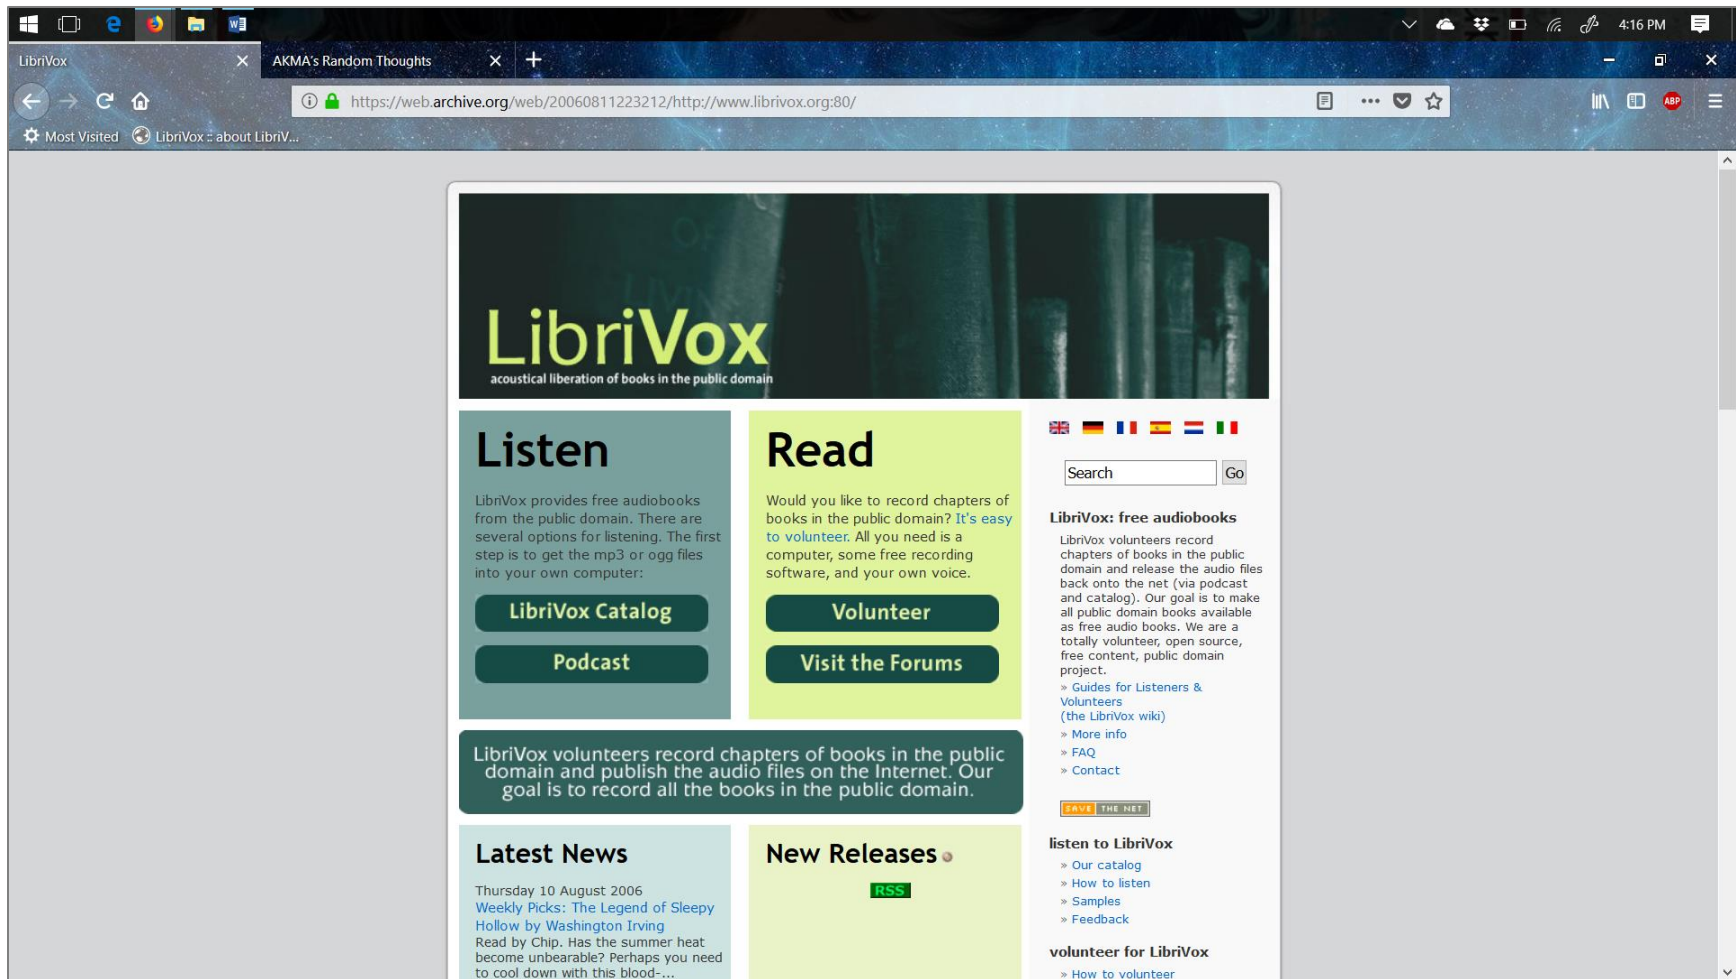 4:16 PM
LibriVox
AKMA's Random Thoughts
https://web.archive.org/web/20060811223212/http://www.librivox.org:80/
ABP
Most Visited
LibriVox :: about LibriV...
LibriVox
acoustical liberation of books in the public domain
Listen
LibriVox provides free audiobooks
from the public domain. There are
several options for listening. The first
step is to get the mp3 or ogg files
into your own computer:
LibriVox Catalog
Podcast
Read
Would you like to record chapters of
books in the public domain? It's easy
to volunteer. All you need is a
computer, some free recording
software, and your own voice.
Volunteer
Visit the Forums
LibriVox volunteers record chapters of books in the public
domain and publish the audio files on the Internet. Our
goal is to record all the books in the public domain.
Latest News
Thursday 10 August 2006
Weekly Picks: The Legend of Sleepy
Hollow by Washington Irving
Read by Chip. Has the summer heat
become unbearable? Perhaps you need
to cool down with this blood-...
New Releases
RSS
Search
Go
LibriVox: free audiobooks
LibriVox volunteers record
chapters of books in the public
domain and release the audio files
back onto the net (via podcast
and catalog). Our goal is to make
all public domain books available
as free audio books. We are a
totally volunteer, open source,
free content, public domain
project.
» Guides for Listeners &
Volunteers
(the LibriVox wiki)
» More info
» FAQ
» Contact
SAVE THE NET
listen to LibriVox
» Our catalog
» How to listen
» Samples
» Feedback
volunteer for LibriVox
» How to volunteer